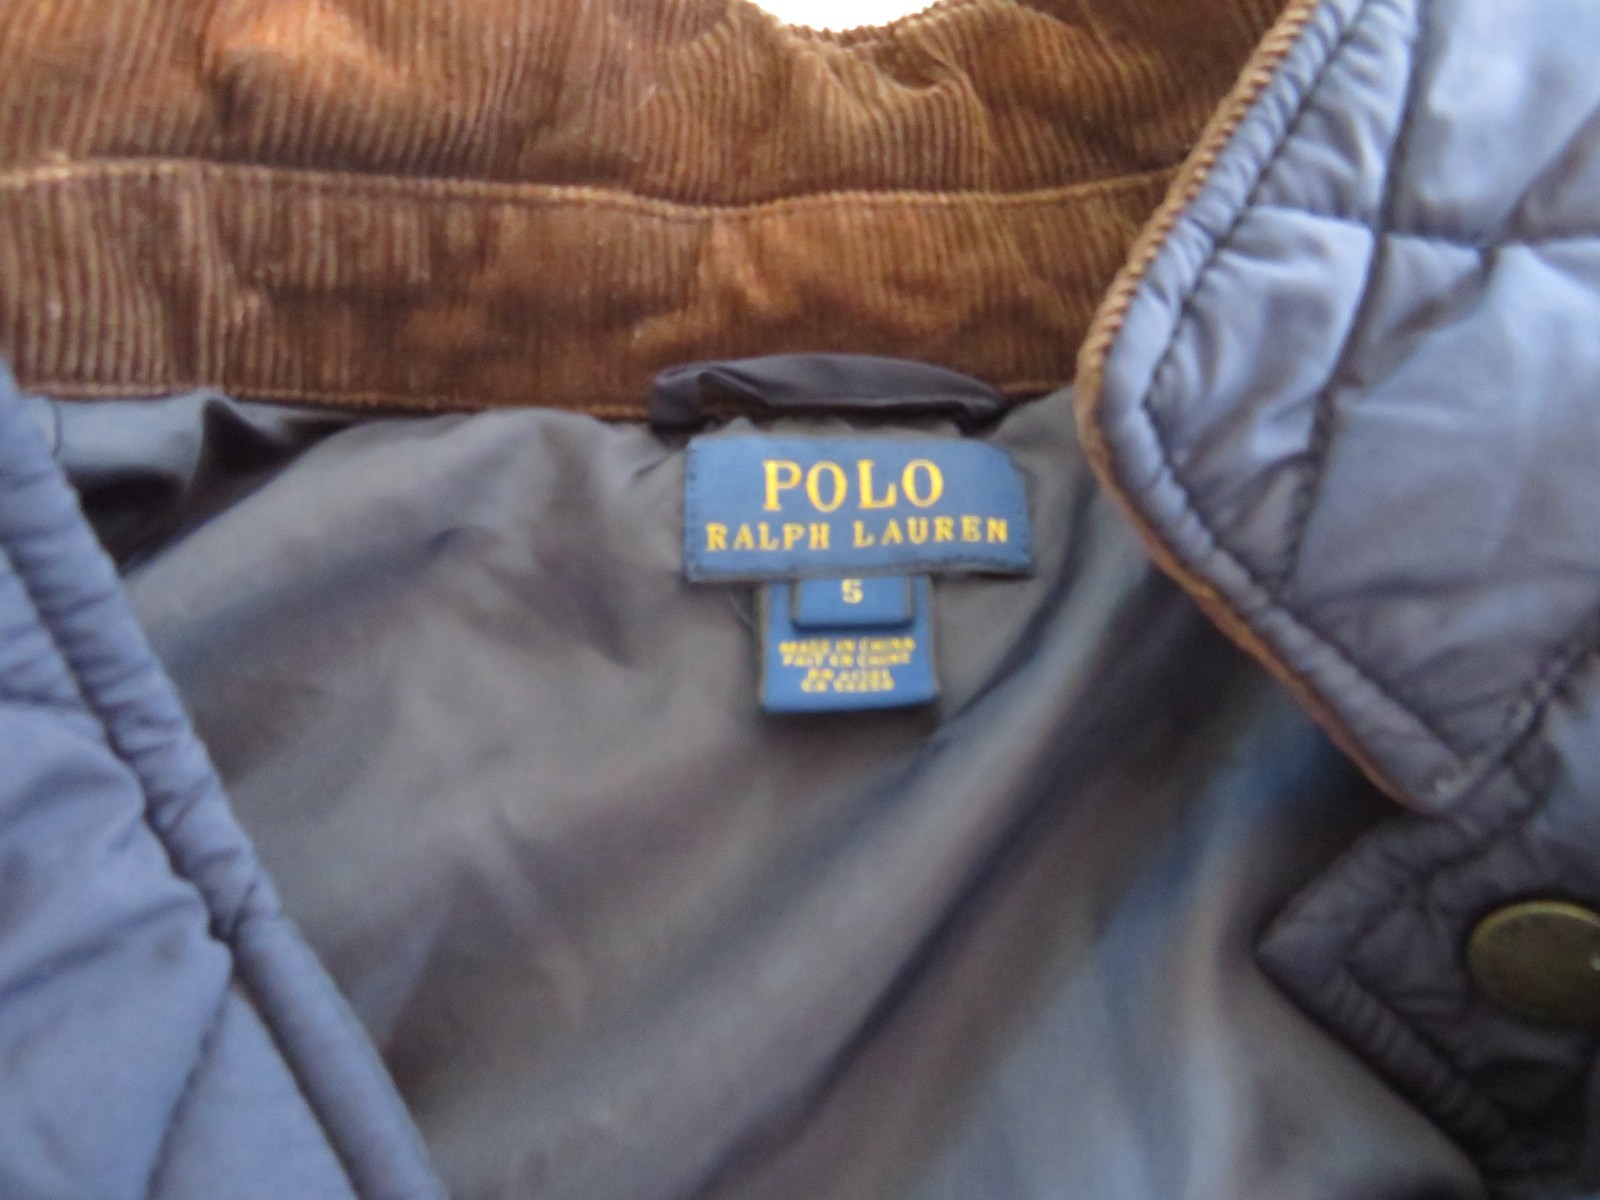 POLO
RALPH LAUREN
5
MADE IN CHINA
FAIT EN CHINE